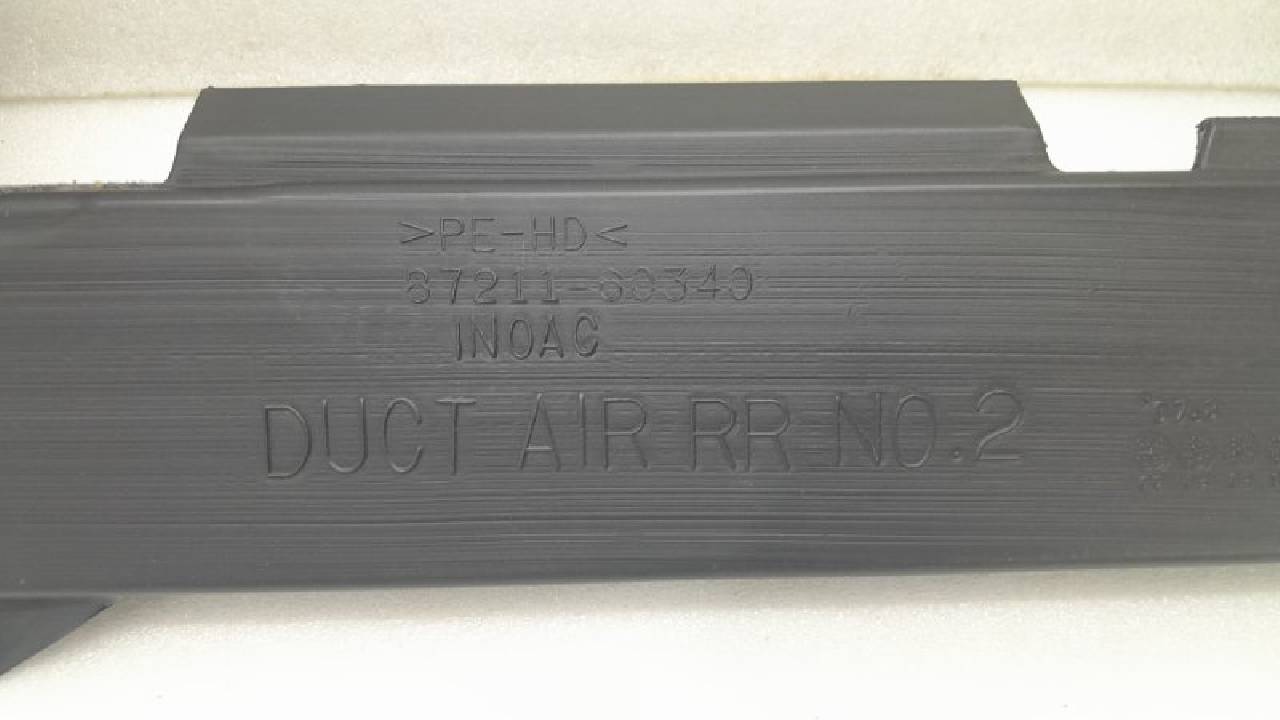 >PE-HD<
87211-60340
INOAC
DUCT AIR RR NO.2